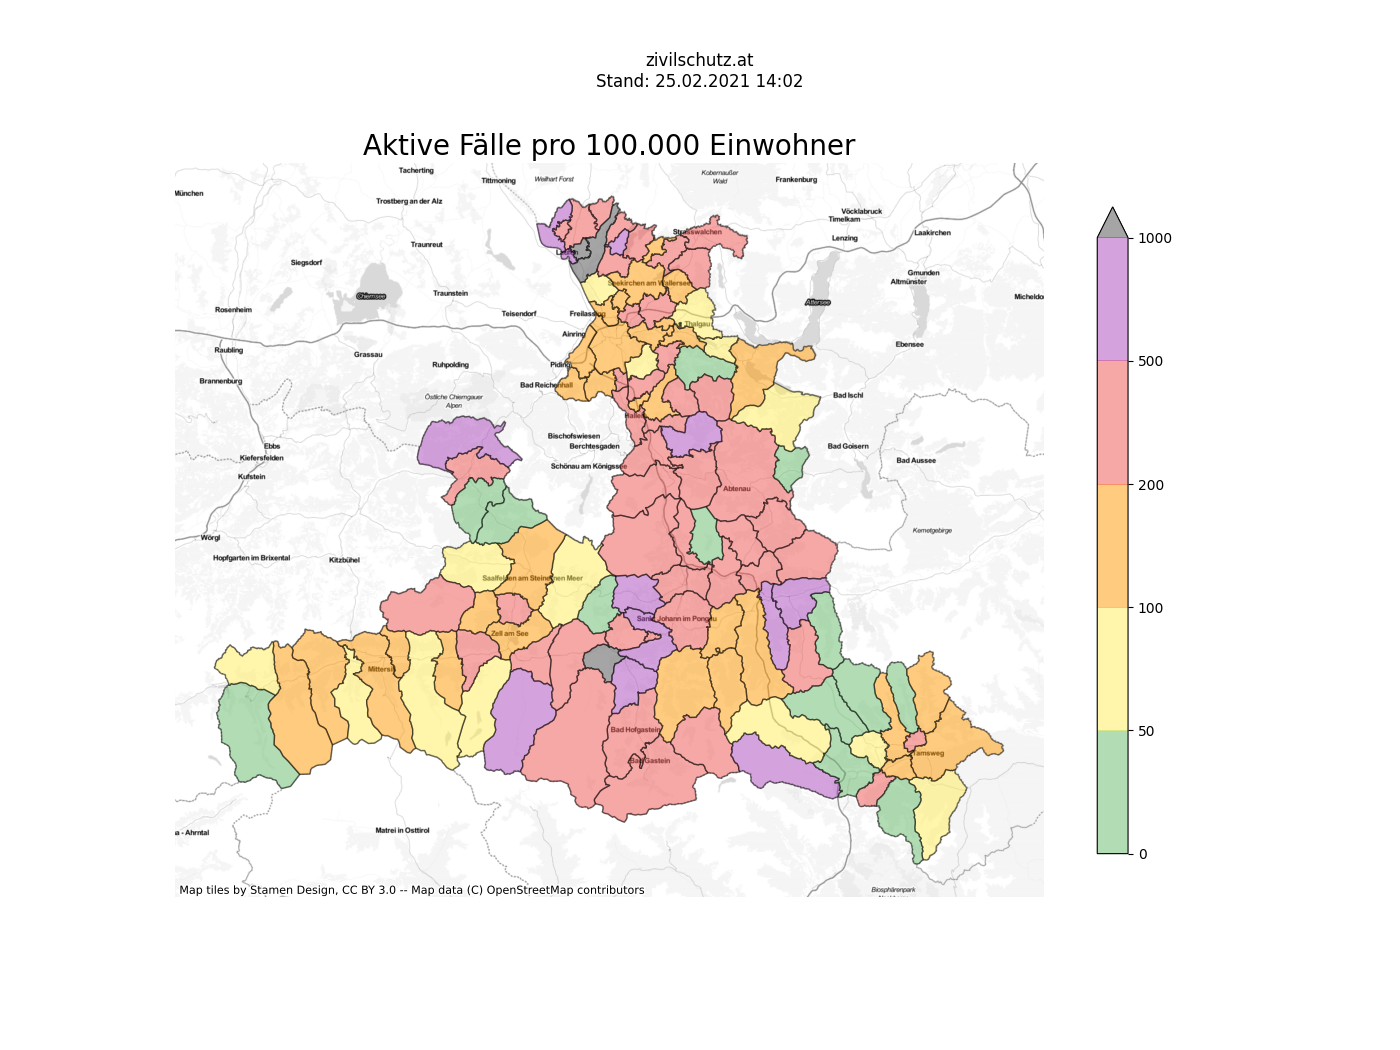 zivilschutz.at
Stand: 25.02.2021 14:02
Aktive Fälle pro 100.000 Einwohner
Tacherting
Tittmoning
Weilhart Forst
Kobernaußer
Wald
Frankenburg
München
Trostberg an der Alz
Vöcklabruck
Timelkam
Laakirchen
Strasswalchen
Lenzing
Traunreut
Siegsdorf
Gmunden
Altmünster
Seekirchen am Wallersee
Chiemsee
Traunstein
Attersee
Rosenheim
Teisendorf
Freilassing
Thalgau
Ainring
Ebensee
Raubling
Grassau
Ruhpolding
Piding
Brannenburg
Bad Reichenhall
Östliche Chiemgauer
Alpen
Bad Ischl
Hallein
Bischofswiesen
Ebbs
Berchtesgaden
Bad Goisern
Kiefersfelden
Schönau am Königssee
Bad Aussee
Kufstein
Abtenau
Kemetgebirge
Wörgl
Hopfgarten im Brixental
Kitzbühel
Saalfelden am Steinernen Meer
Sankt Johann im Pongau
Zell am See
Mittersill
Bad Hofgastein
Tamsweg
Bad Gastein
Matrei in Osttirol
a - Ahrntal
Biosphärenpark
Map tiles by Stamen Design, CC BY 3.0 -- Map data (C) OpenStreetMap contributors
1000
500
200
100
50
0